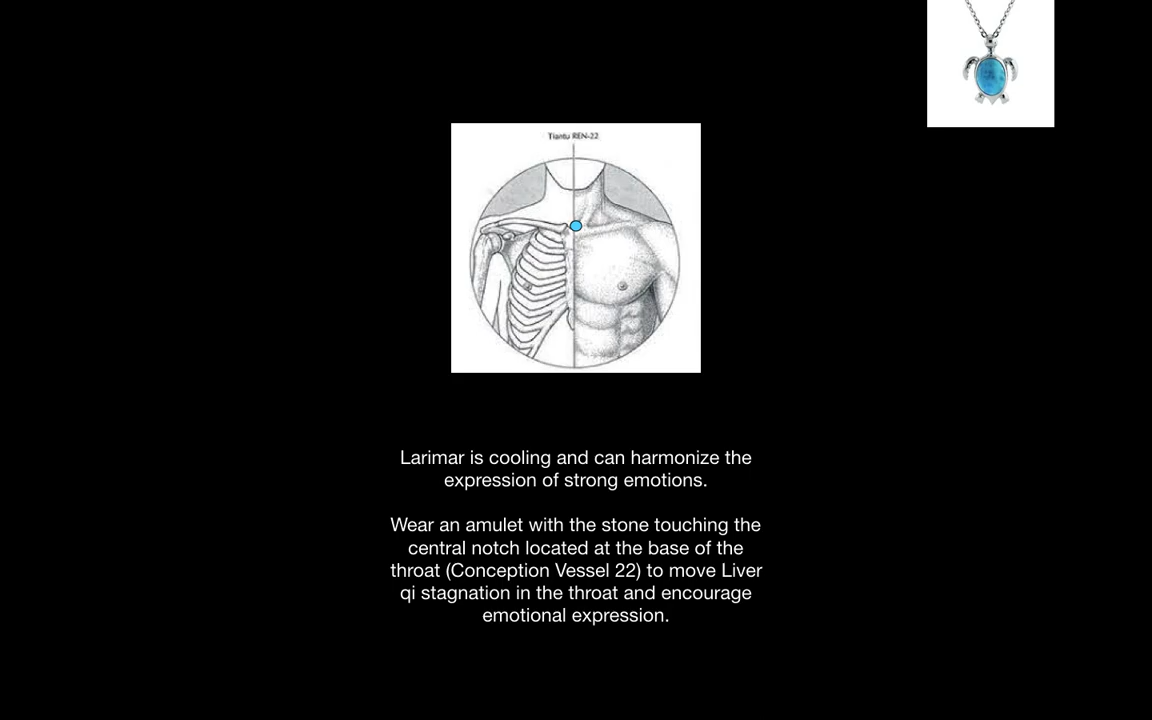 Tiantu REN-22
Larimar is cooling and can harmonize the
expression of strong emotions.
Wear an amulet with the stone touching the
central notch located at the base of the
throat (Conception Vessel 22) to move Liver
qi stagnation in the throat and encourage
emotional expression.